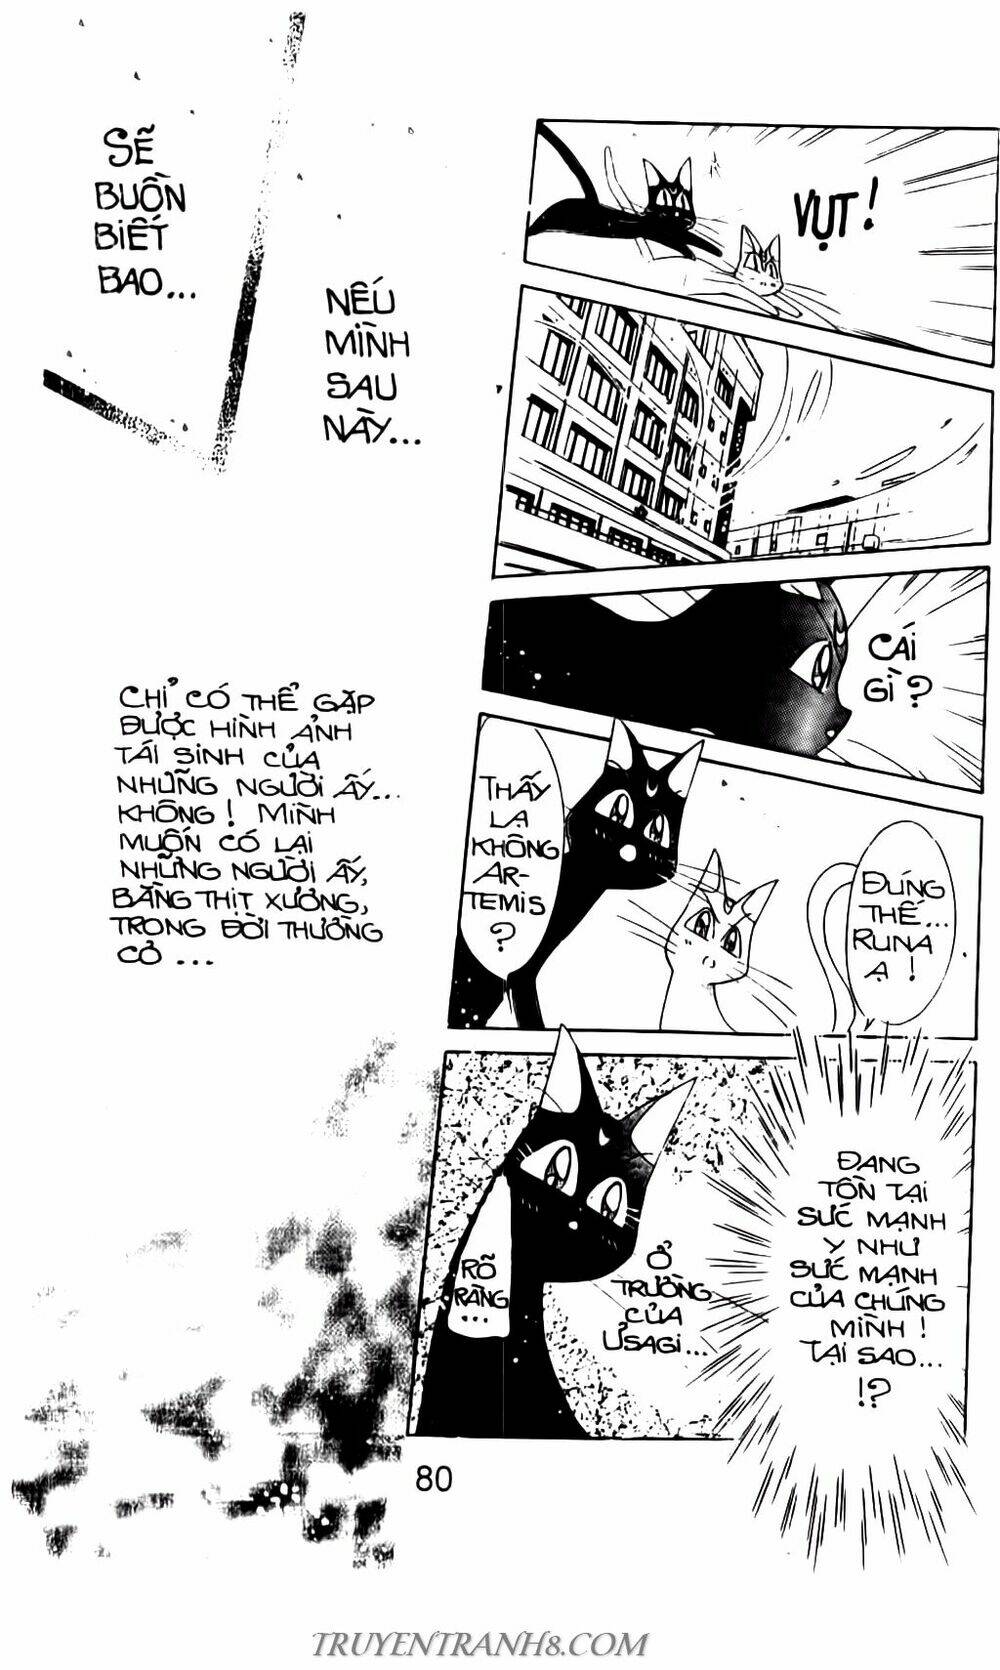 VỤT!
CÁI
GÌ?
THẤY
LẠ
KHÔNG
AR-
TEMIS
?
ĐÚNG
THẾ...
RUNA
Ạ!
ĐANG
TỒN TẠI
SỨC MẠNH
Y NHƯ
SỨC MẠNH
CỦA CHÚNG
MÌNH!
TẠI SAO...
!?
Ở
TRƯỜNG
CỦA
ƯSAGI...
RÕ
RÀNG
...
NẾU
MÌNH
SAU
NÀY...
SẼ
BUỒN
BIẾT
BAO...
CHỈ CÓ THỂ GẶP
ĐƯỢC HÌNH ẢNH
TÁI SINH CỦA
NHỮNG NGƯỜI ẤY...
KHÔNG! MÌNH
MUỐN CÓ LẠI
NHỮNG NGƯỜI ẤY,
BẰNG THỊT XƯƠNG,
TRONG ĐỜI THƯỜNG
CỎ ...
80
TRUYENTRANH8.COM